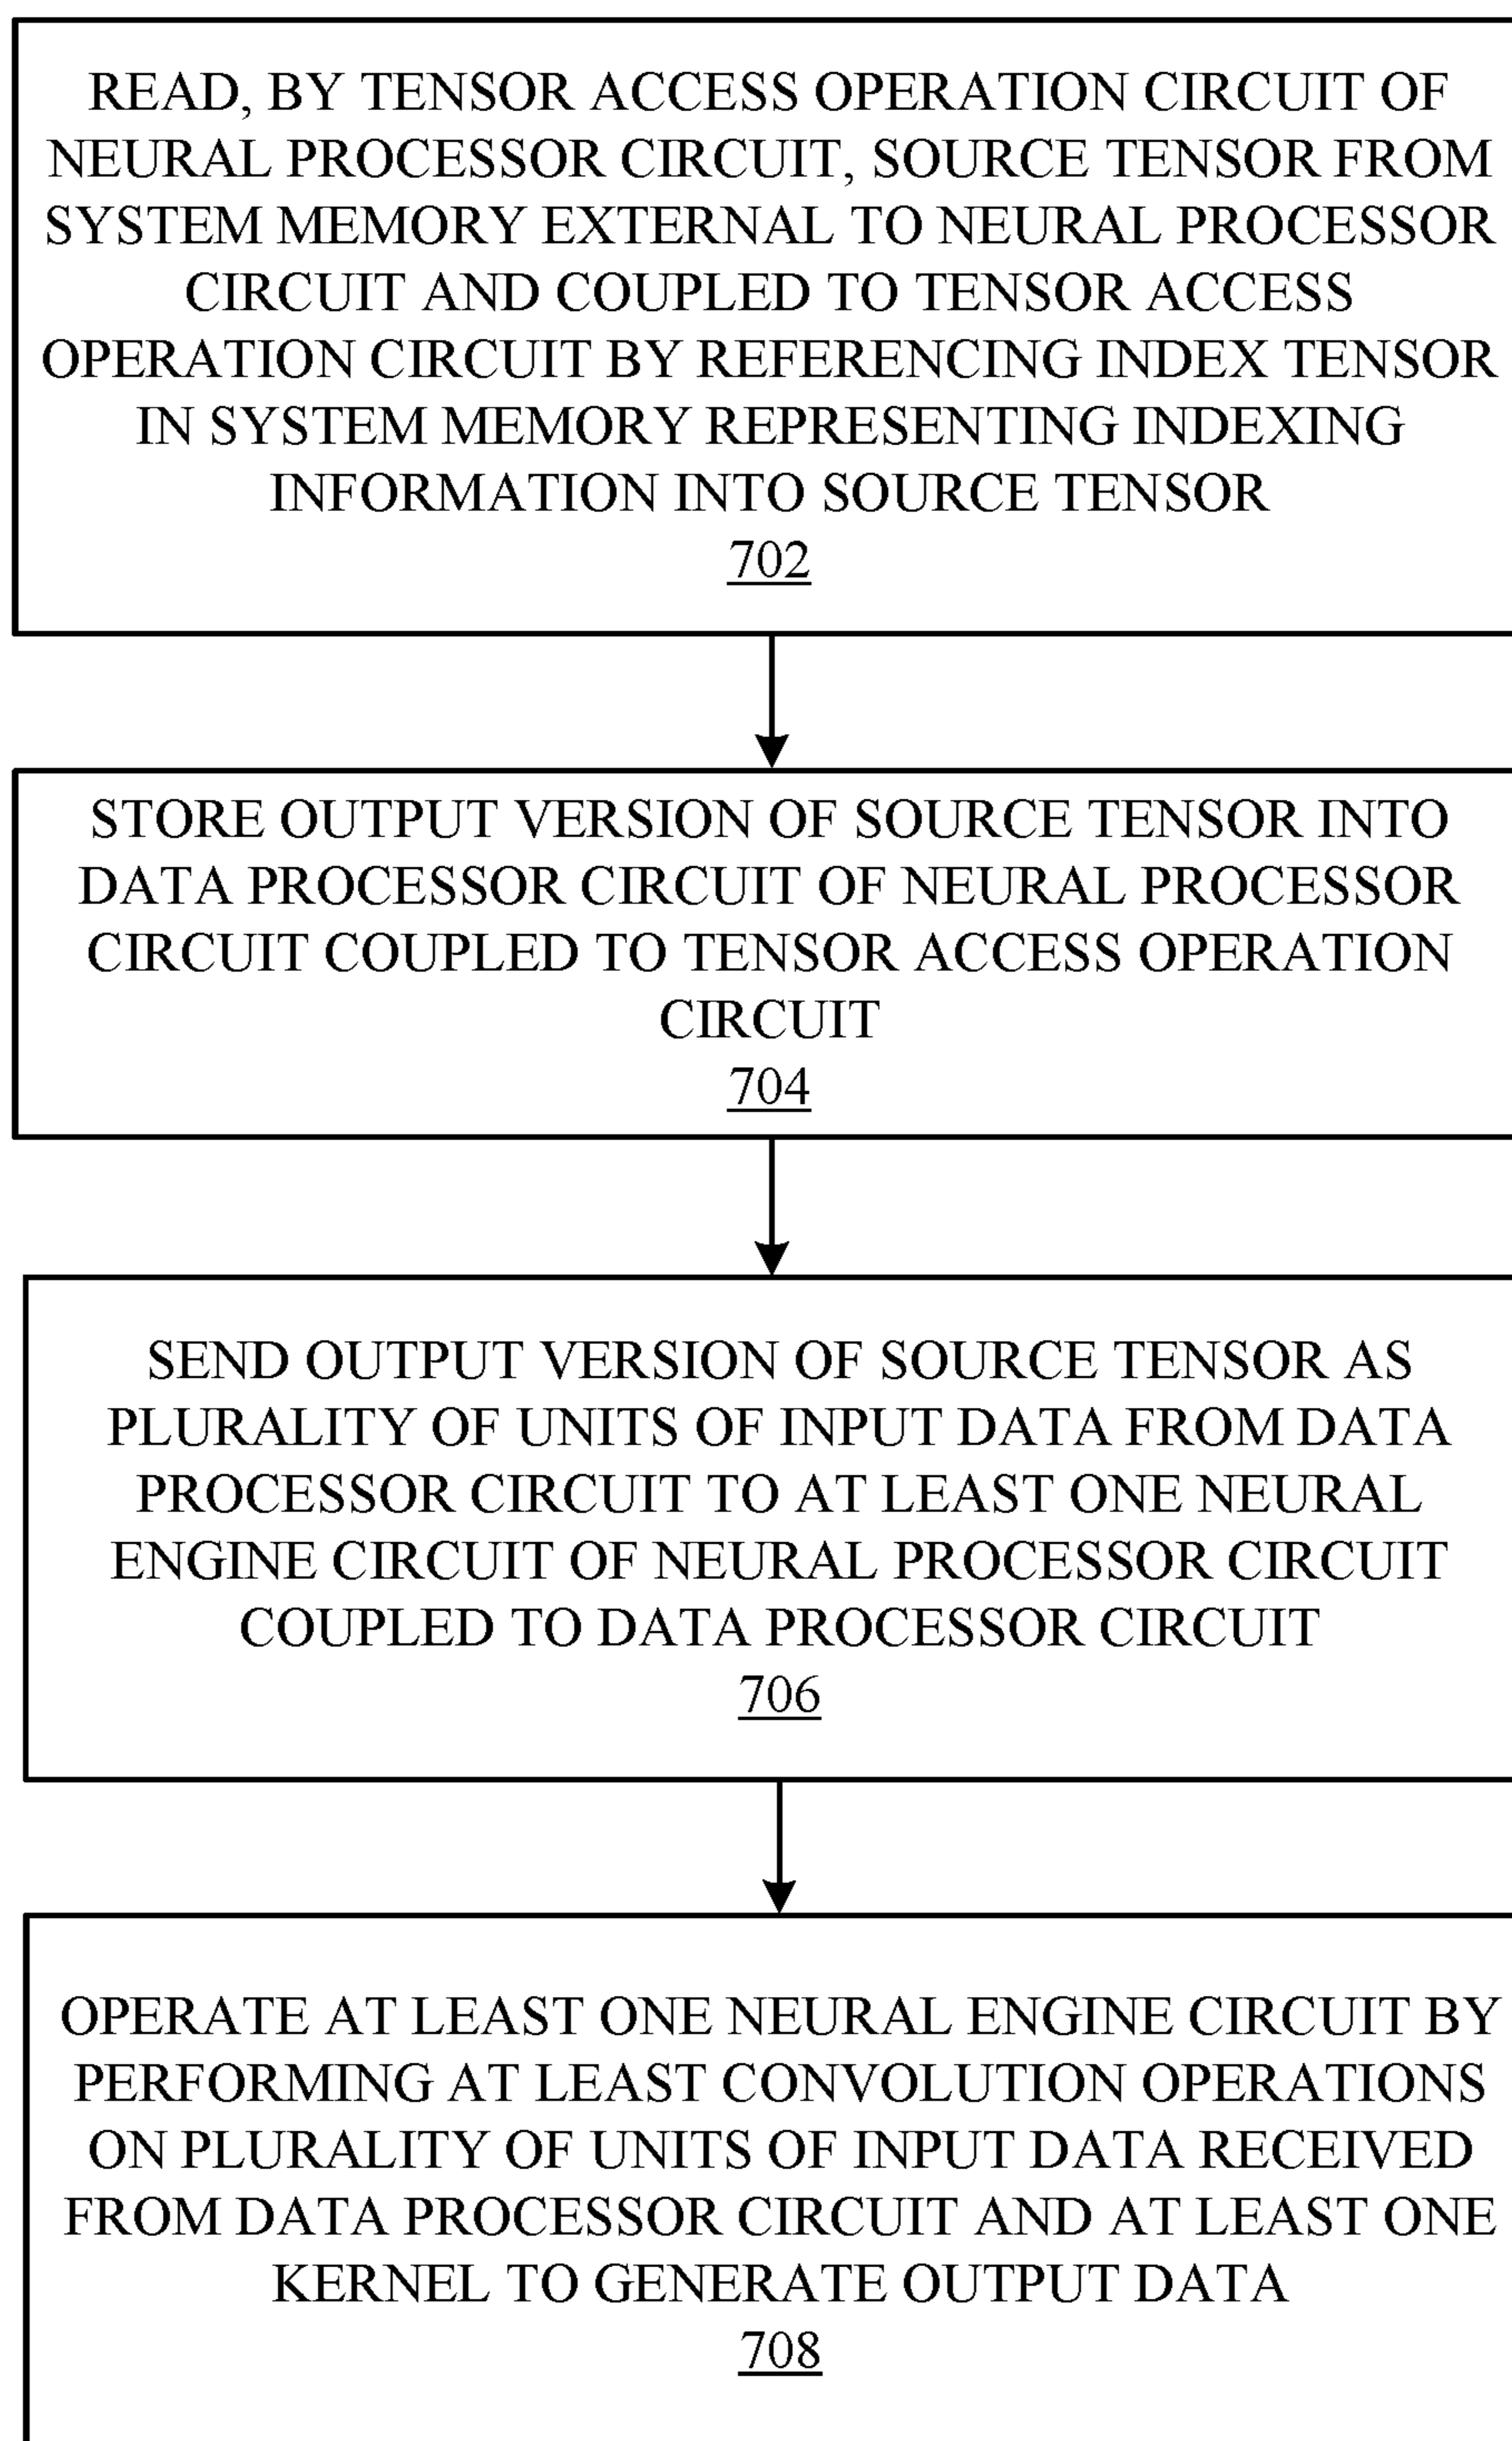 READ, BY TENSOR ACCESS OPERATION CIRCUIT OF
NEURAL PROCESSOR CIRCUIT, SOURCE TENSOR FROM
SYSTEM MEMORY EXTERNAL TO NEURAL PROCESSOR
CIRCUIT AND COUPLED TO TENSOR ACCESS
OPERATION CIRCUIT BY REFERENCING INDEX TENSOR
IN SYSTEM MEMORY REPRESENTING INDEXING
INFORMATION INTO SOURCE TENSOR
702
STORE OUTPUT VERSION OF SOURCE TENSOR INTO
DATA PROCESSOR CIRCUIT OF NEURAL PROCESSOR
CIRCUIT COUPLED TO TENSOR ACCESS OPERATION
CIRCUIT
704
SEND OUTPUT VERSION OF SOURCE TENSOR AS
PLURALITY OF UNITS OF INPUT DATA FROM DATA
PROCESSOR CIRCUIT TO AT LEAST ONE NEURAL
ENGINE CIRCUIT OF NEURAL PROCESSOR CIRCUIT
COUPLED TO DATA PROCESSOR CIRCUIT
706
OPERATE AT LEAST ONE NEURAL ENGINE CIRCUIT BY
PERFORMING AT LEAST CONVOLUTION OPERATIONS
ON PLURALITY OF UNITS OF INPUT DATA RECEIVED
FROM DATA PROCESSOR CIRCUIT AND AT LEAST ONE
KERNEL TO GENERATE OUTPUT DATA
708